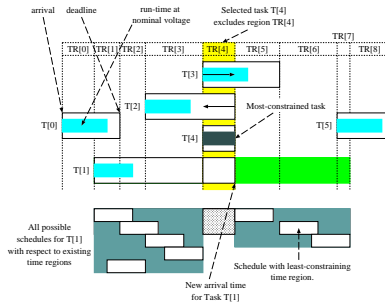 arrival
deadline
run-time at
nominal voltage
Selected task T[4]
excludes region TR[4]
TR[7]
TR[0]
TR[1]
TR[2]
TR[3]
TR[4]
TR[5]
TR[6]
TR[8]
T[3]
T[2]
Most-constrained
task
T[0]
T[4]
T[5]
T[1]
All possible
schedules for T[1]
with respect to existing
time regions
New arrival time
for Task T[1]
Schedule with least-constraining
time region.